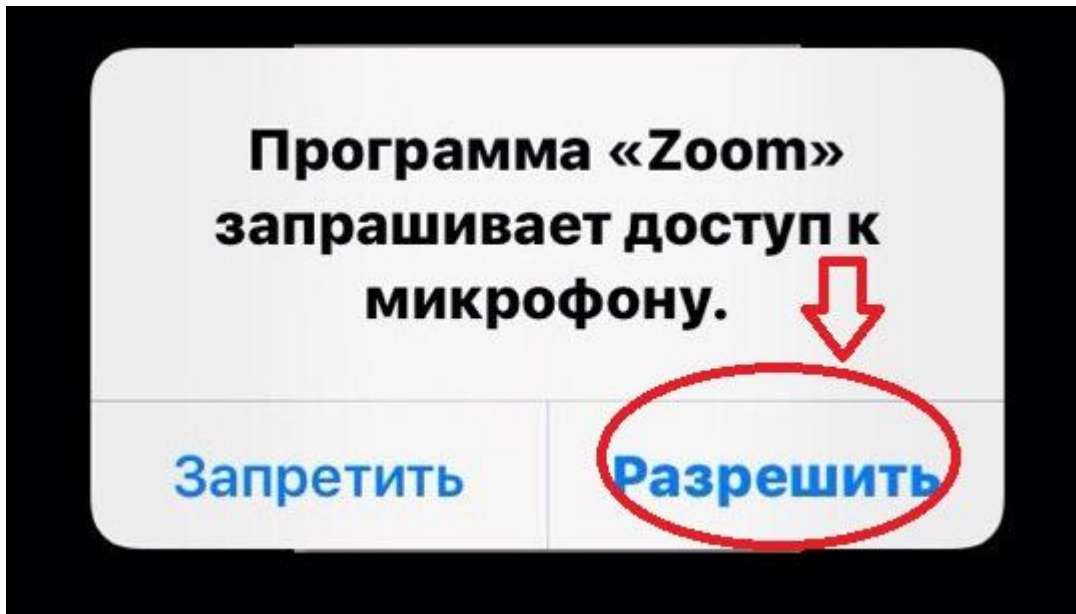 Программа «Zoom»
запрашивает доступ к
микрофону.
Запретить
Разрешить